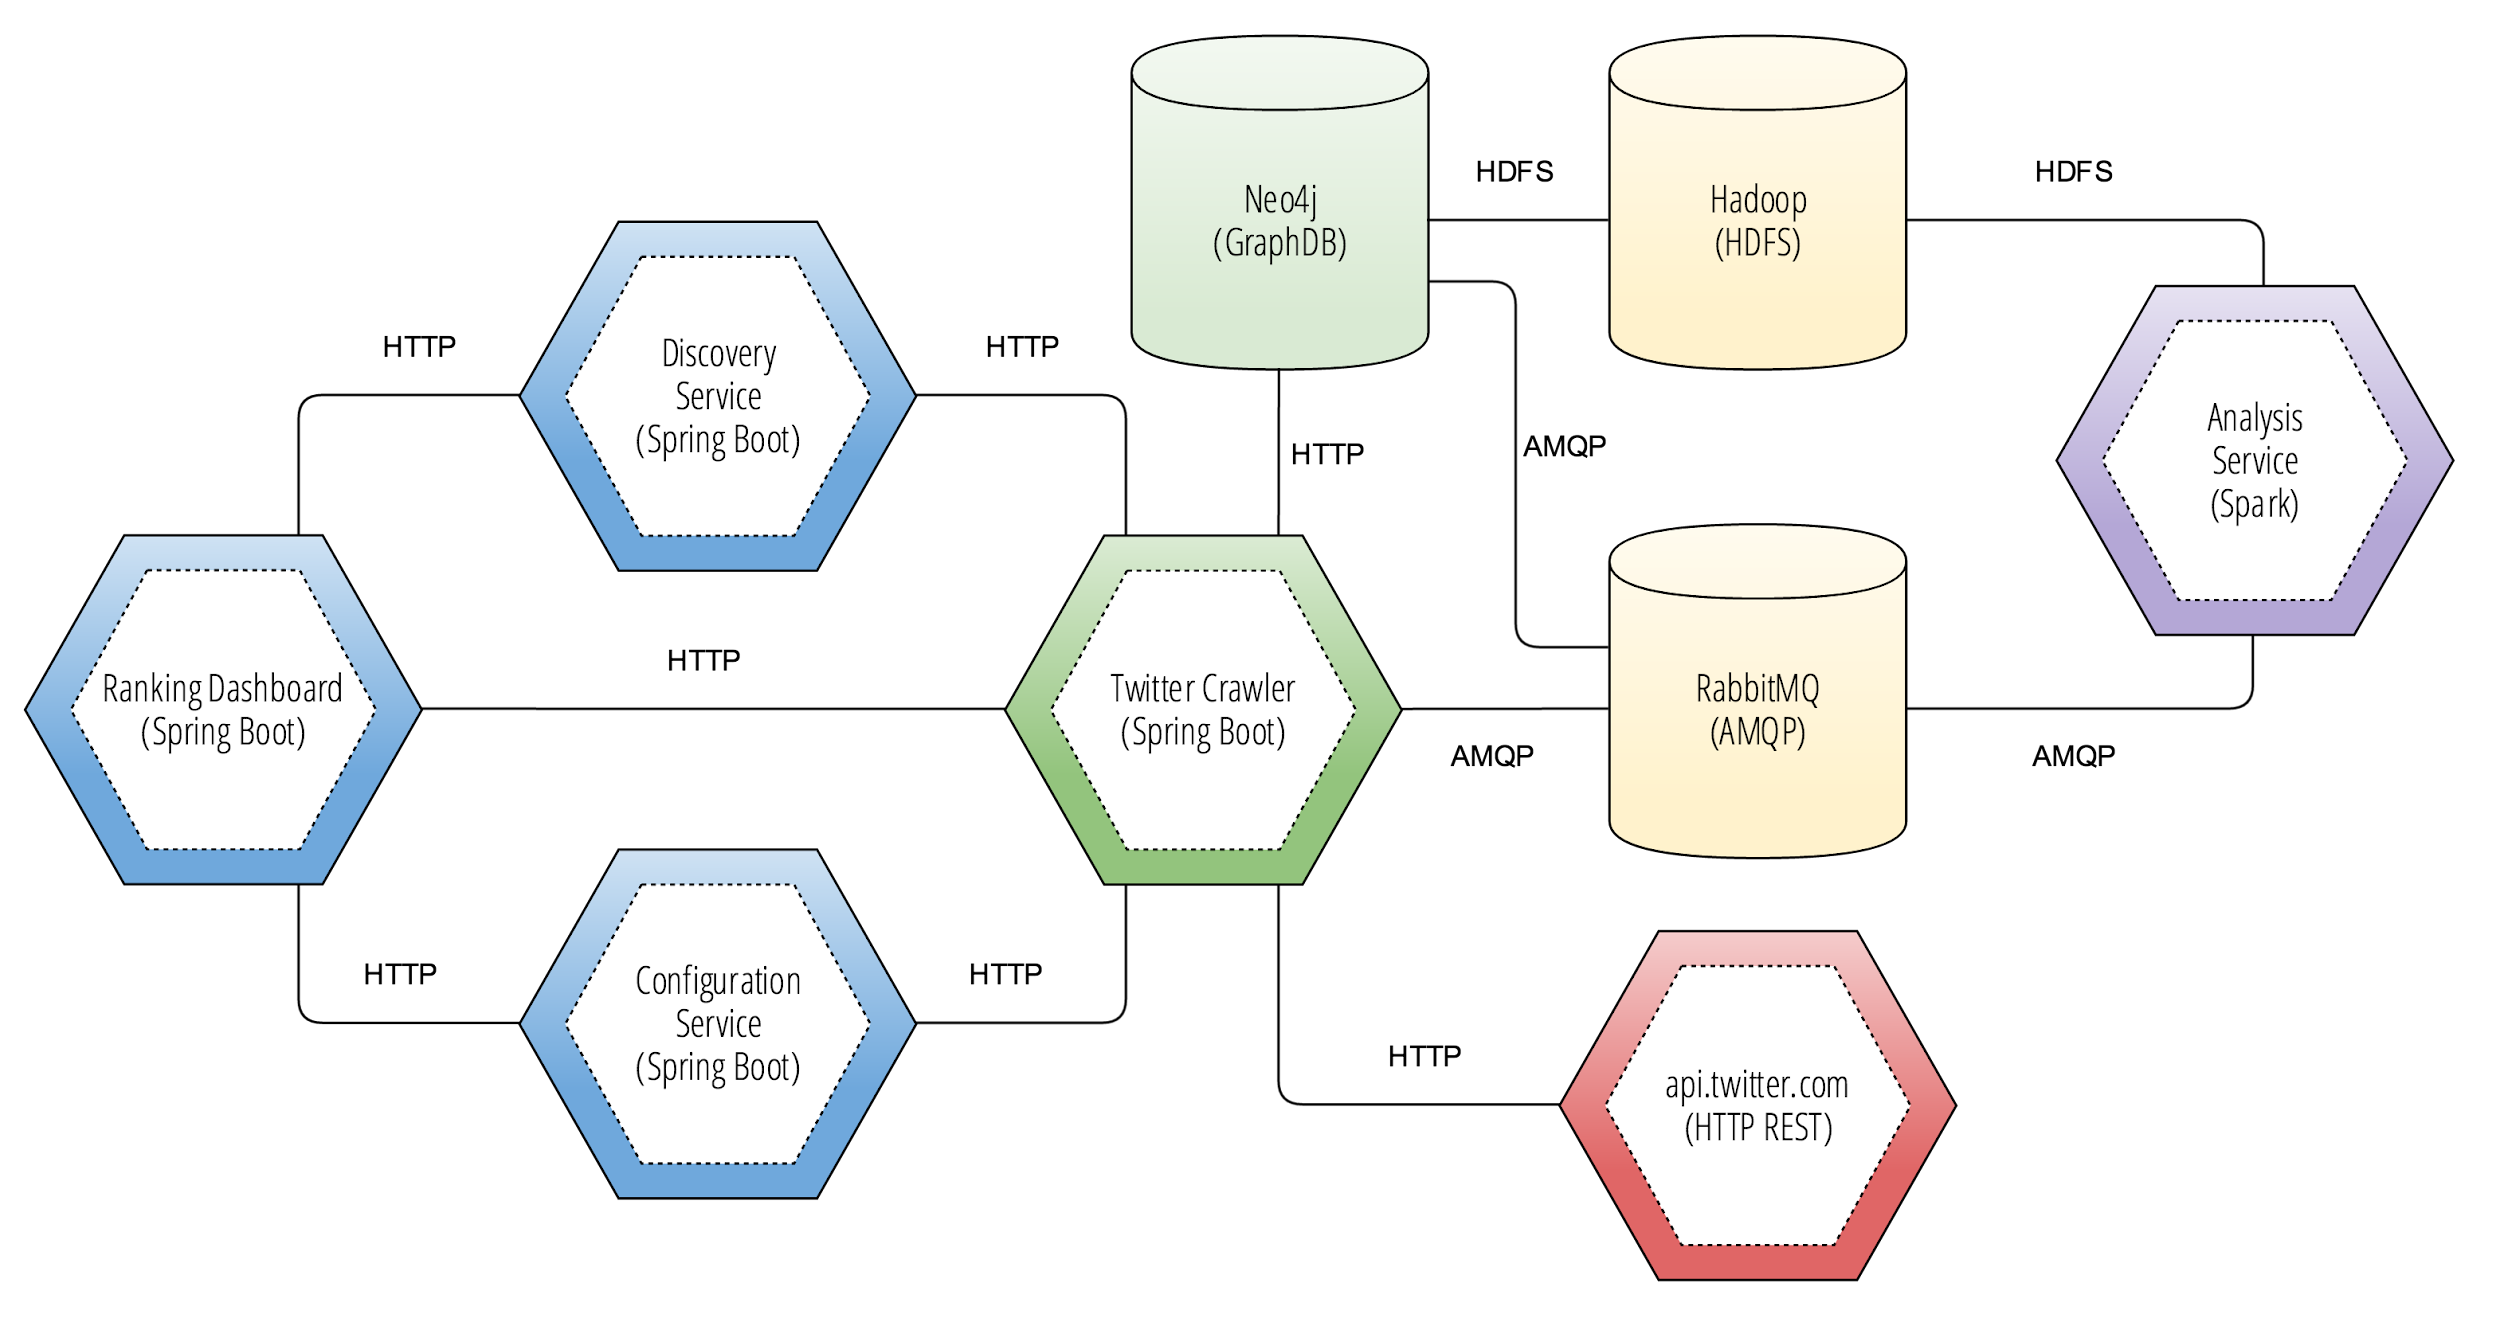 Neo4j
(GraphDB)
HDFS
Hadoop
(HDFS)
HDFS
HTTP
Discovery
Service
(Spring Boot)
HTTP
HTTP
AMQP
Analysis
Service
(Spark)
Ranking Dashboard
(Spring Boot)
HTTP
Twitter Crawler
(Spring Boot)
AMQP
RabbitMQ
(AMQP)
AMQP
HTTP
Configuration
Service
(Spring Boot)
HTTP
HTTP
api.twitter.com
(HTTP REST)